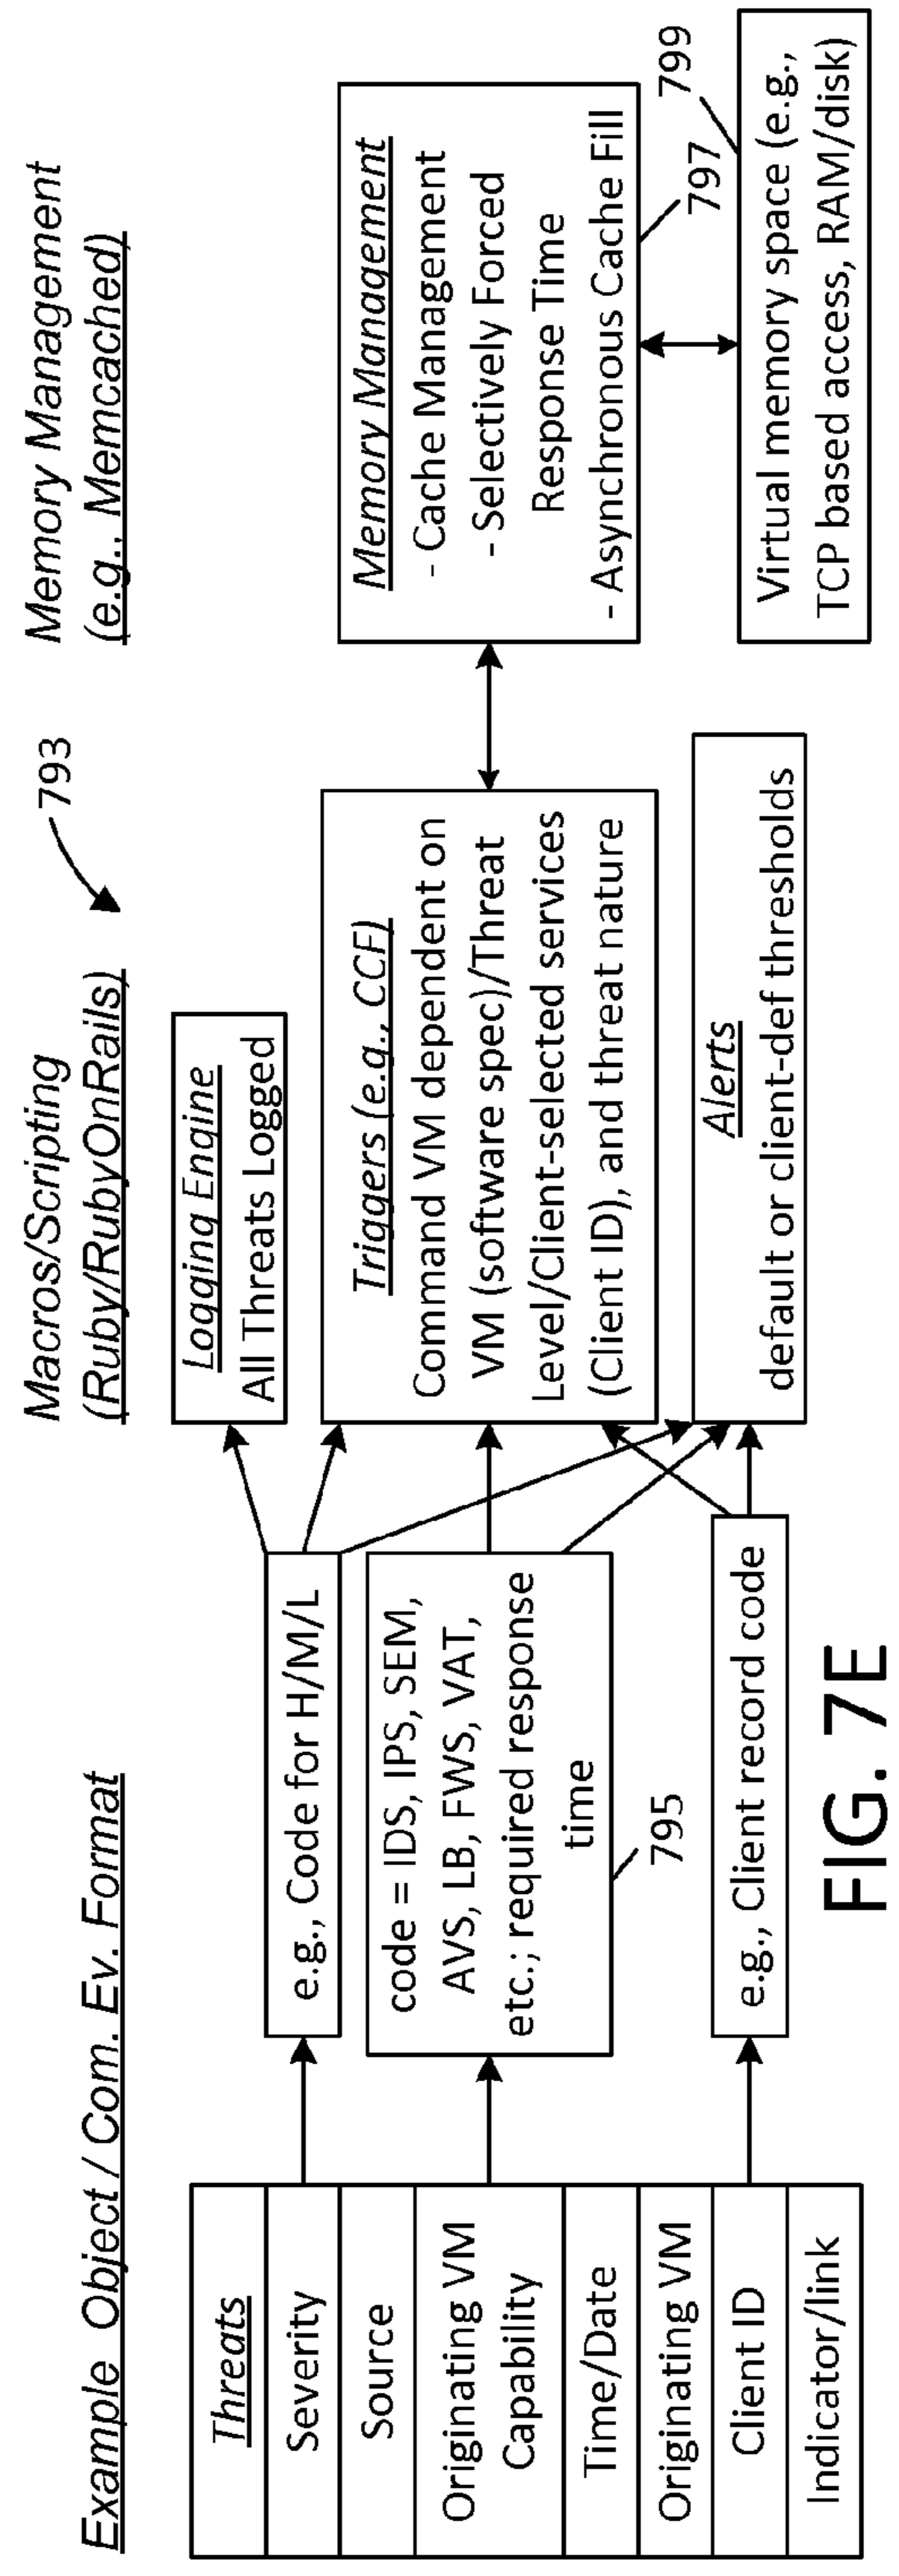 Example Object / Com. Ev. Format
Threats
Severity
Source
Originating VM
Capability
Time/Date
Originating VM
Client ID
Indicator/link
e.g., Code for H/M/L
code = IDS, IPS, SEM,
AVS, LB, FWS, VAT,
etc.; required response
time
795
e.g., Client record code
Macros/Scripting
(Ruby/RubyOnRails)
793
Logging Engine
All Threats Logged
Triggers (e.g., CCF)
Command VM dependent on
VM (software spec)/Threat
Level/Client-selected services
(Client ID), and threat nature
Alerts
default or client-def thresholds
Memory Management
(e.g., Memcached)
Memory Management
- Cache Management
- Selectively Forced
Response Time
- Asynchronous Cache Fill
797
799
Virtual memory space (e.g.,
TCP based access, RAM/disk)
FIG. 7E